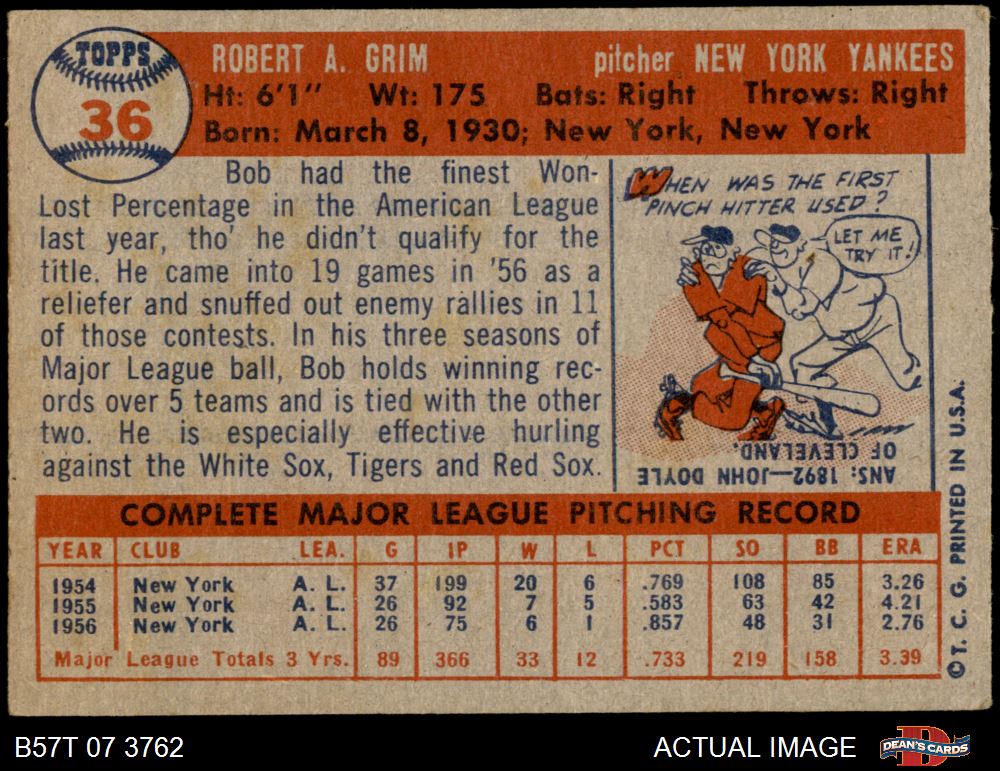 TOPPS
36
ROBERT A. GRIM pitcher NEW YORK YANKEES
Ht: 6'1" Wt: 175 Bats: Right Throws: Right
Born: March 8, 1930; New York, New York
Bob had the finest Won-
Lost Percentage in the American League
last year, tho' he didn't qualify for the
title. He came into 19 games in '56 as a
reliefer and snuffed out enemy rallies in 11
of those contests. In his three seasons of
Major League ball, Bob holds winning rec-
ords over 5 teams and is tied with the other
two. He is especially effective hurling
against the White Sox, Tigers and Red Sox.
WHEN WAS THE FIRST
PINCH HITTER USED?
LET ME
TRY IT!
ANS: 1892—JOHN DOYLE
OF CLEVELAND.
COMPLETE MAJOR LEAGUE PITCHING RECORD
YEAR CLUB LEA. G IP W L PCT SO BB ERA
1954 New York A. L. 37 199 20 6 .769 108 85 3.26
1955 New York A. L. 26 92 7 5 .583 63 42 4.21
1956 New York A. L. 26 75 6 1 .857 48 31 2.76
Major League Totals 3 Yrs. 89 366 33 12 .733 219 158 3.39
© T. C. G. PRINTED IN U.S.A.
B57T 07 3762 ACTUAL IMAGE DEAN'S CARDS